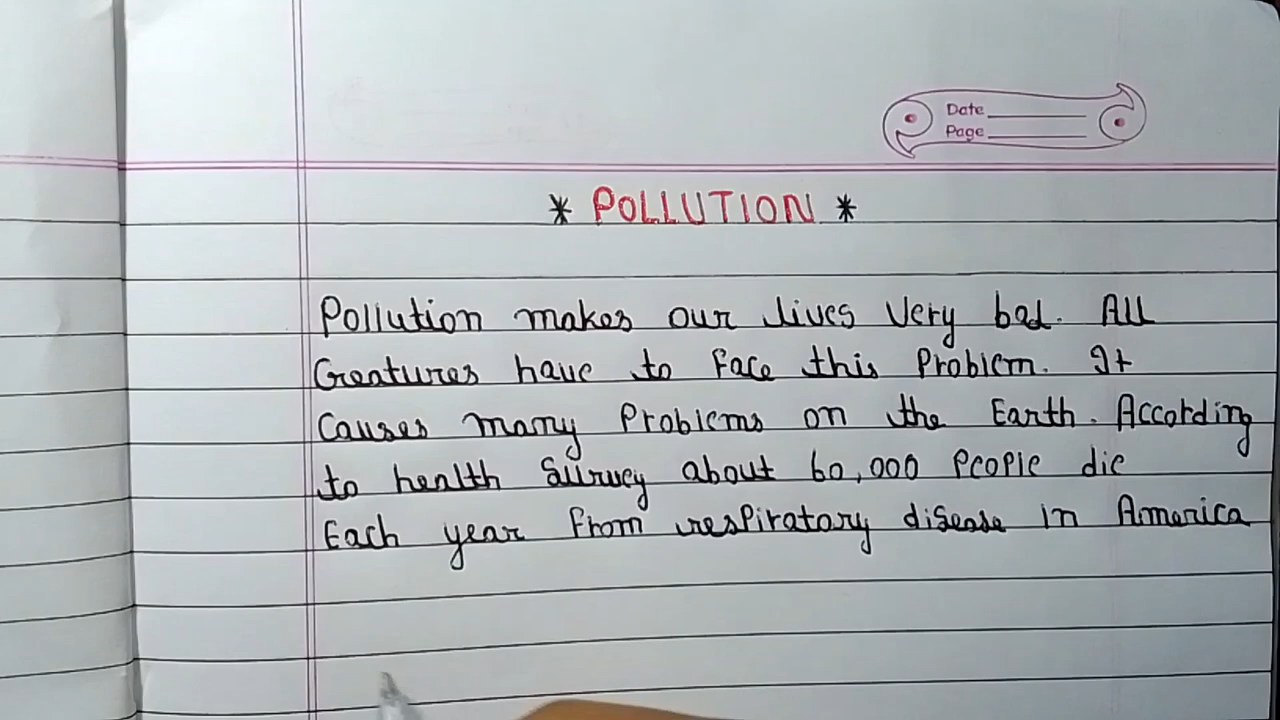 Date
Page
* POLLUTION *
Pollution makes our lives Very bad. All
Creatures have to Face this Problem. It
Causes many Problems on the Earth. According
to health Survey about 60,000 People die
Each year From respiratory disease in America